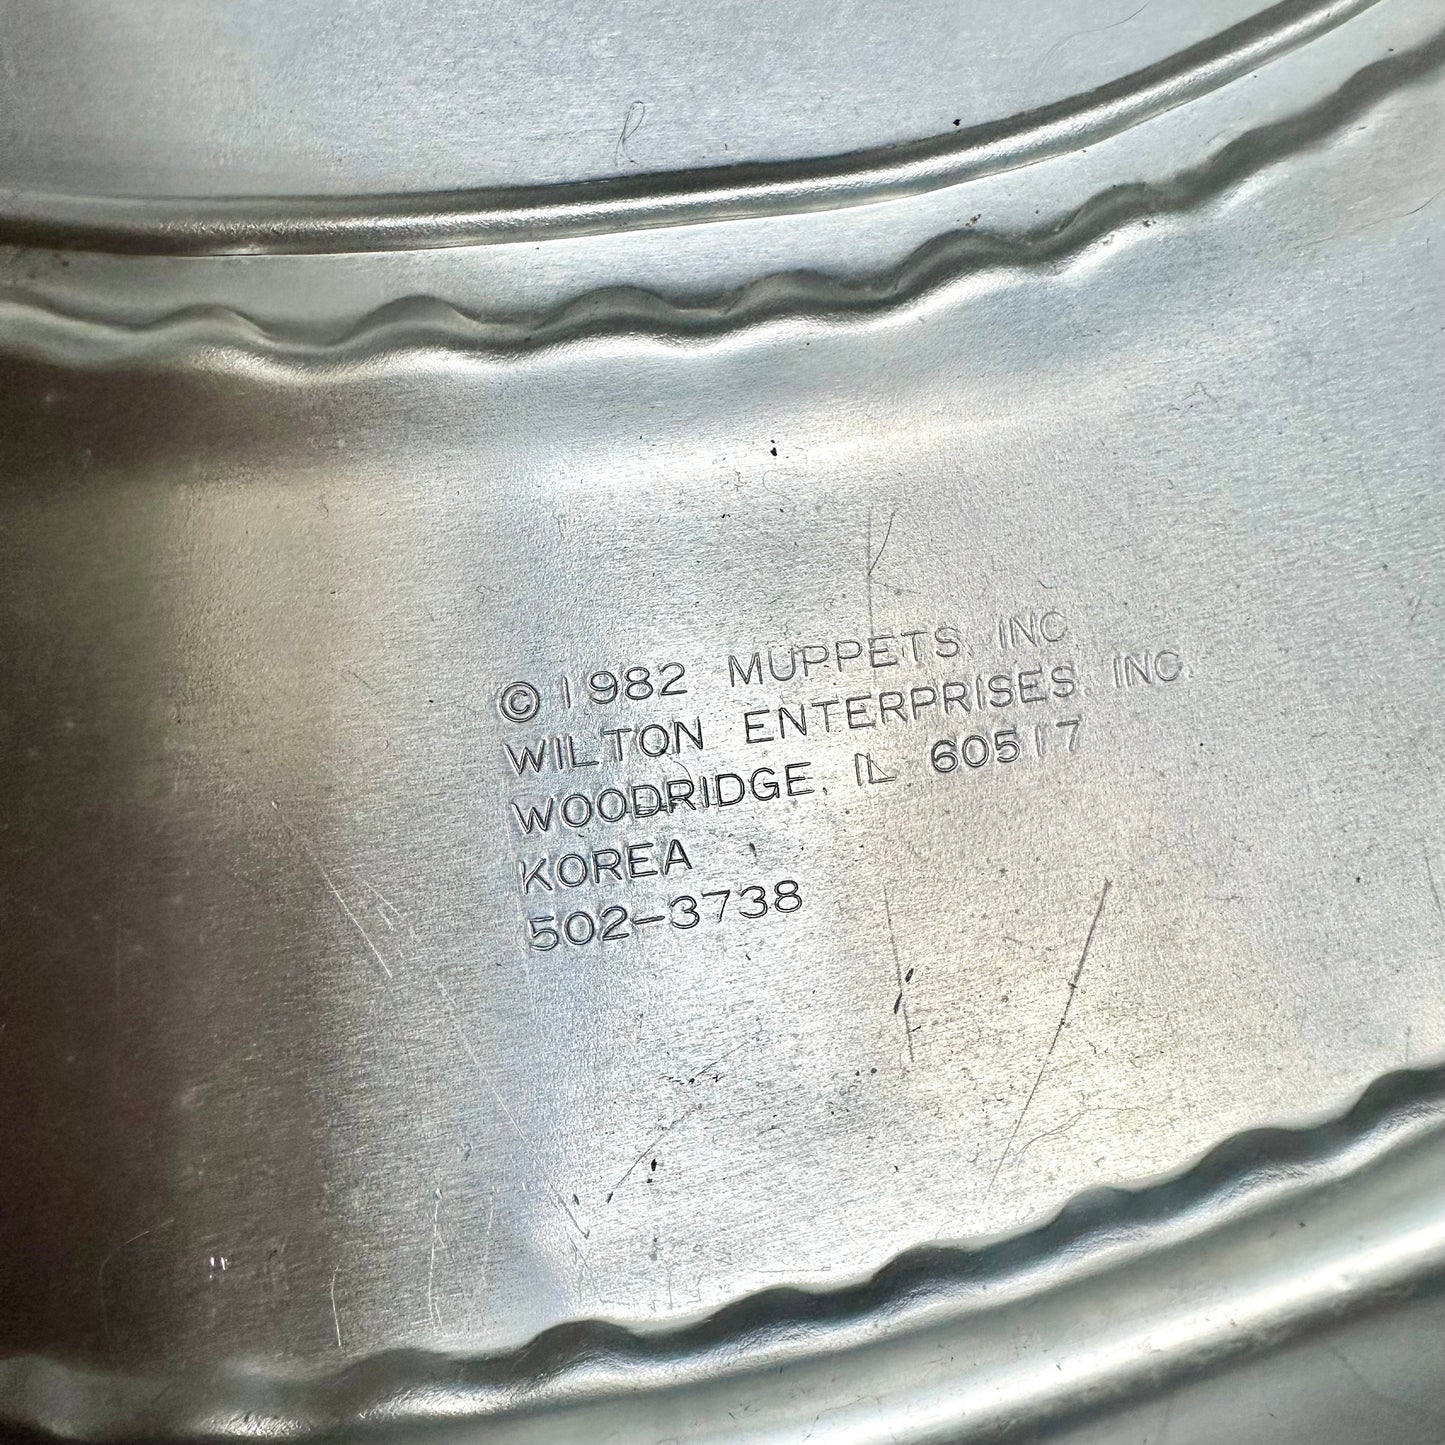 © 1982 MUPPETS, INC.
WILTON ENTERPRISES, INC.
WOODRIDGE, IL 60517
KOREA
502-3738